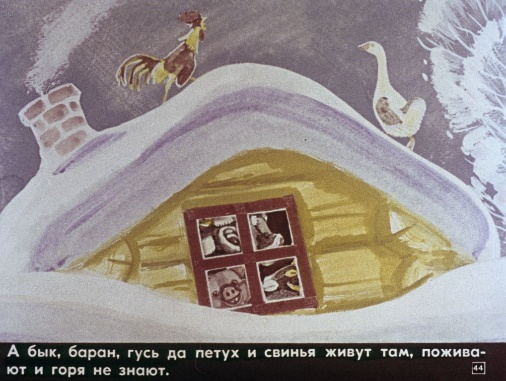 А бык, баран, гусь да петух и свинья живут там, пожива-
ют и горя не знают.
44